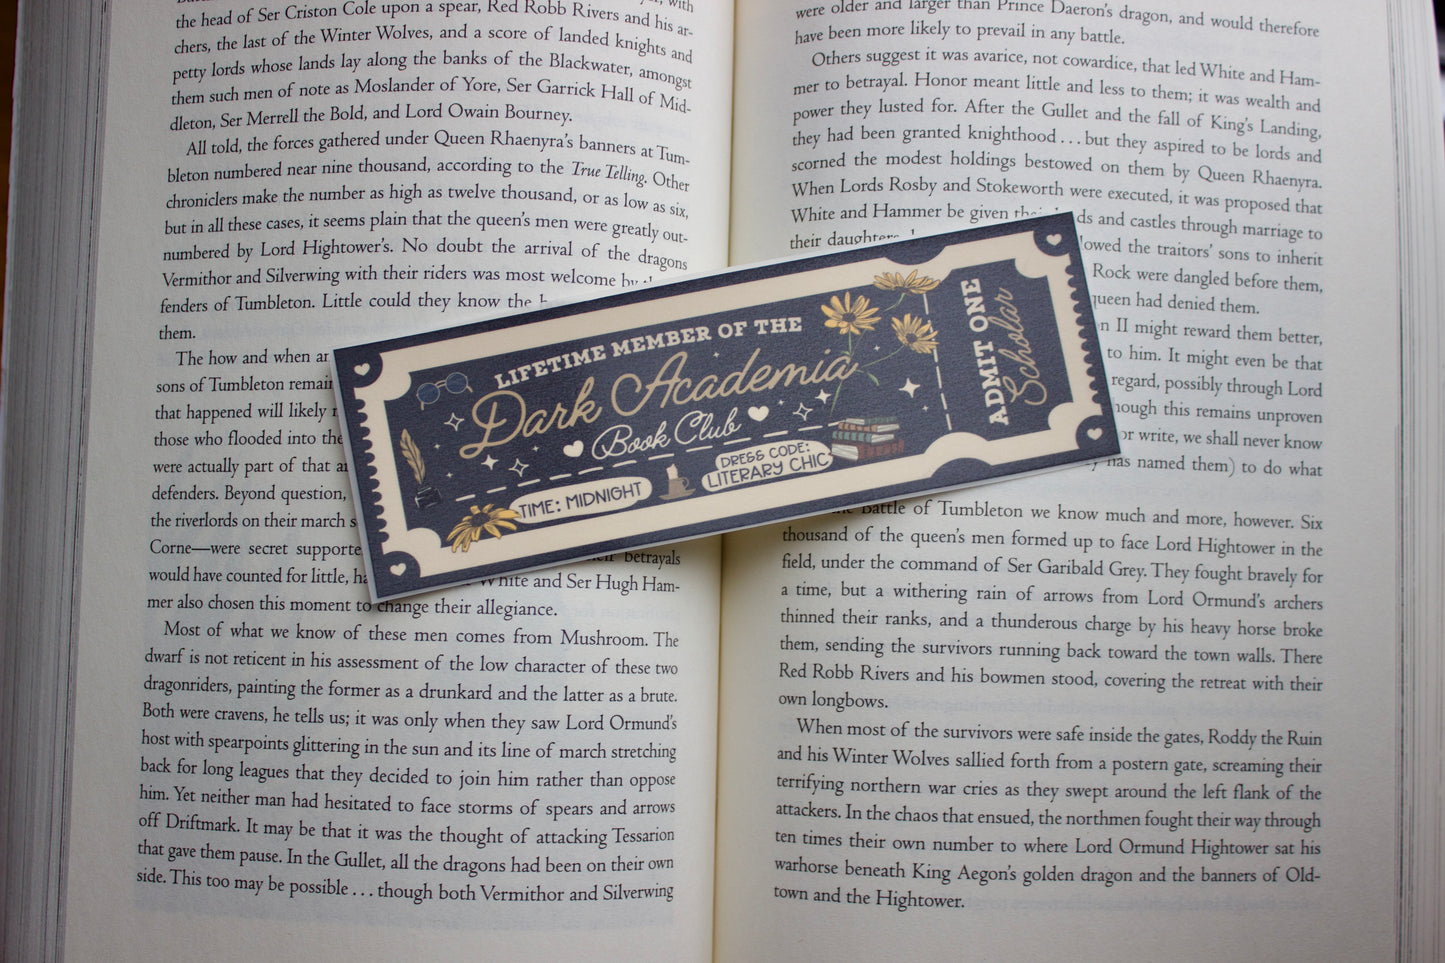 with
the head of Ser Criston Cole upon a spear, Red Robb Rivers and his ar-
chers, the last of the Winter Wolves, and a score of landed knights and
petty lords whose lands lay along the banks of the Blackwater, amongst
them such men of note as Moslander of Yore, Ser Garrick Hall of Mid-
dleton, Ser Merrell the Bold, and Lord Owain Bourney.
All told, the forces gathered under Queen Rhaenyra's banners at Tum-
bleton numbered near nine thousand, according to the True Telling. Other
chroniclers make the number as high as twelve thousand, or as low as six,
but in all these cases, it seems plain that the queen's men were greatly out-
numbered by Lord Hightower's. No doubt the arrival of the dragons
Vermithor and Silverwing with their riders was most welcome by
fenders of Tumbleton. Little could they know the
them.
The how and when
sons of Tumbleton remain
that happened will likely
those who flooded into the
were actually part of that
defenders. Beyond question,
the riverlords on their march
Corne—were secret supporte
betrayals
would have counted for little, White and Ser Hugh Ham-
mer also chosen this moment to change their allegiance.
Most of what we know of these men comes from Mushroom. The
dwarf is not reticent in his assessment of the low character of these two
dragonriders, painting the former as a drunkard and the latter as a brute.
Both were cravens, he tells us; it was only when they saw Lord Ormund's
host with spearpoints glittering in the sun and its line of march stretching
back for long leagues that they decided to join him rather than oppose
him. Yet neither man had hesitated to face storms of spears and arrows
off Driftmark. It may be that it was the thought of attacking Tessarion
that gave them pause. In the Gullet, all the dragons had been on their own
side. This too may be possible . . . though both Vermithor and Silverwing
were older and larger than Prince Daeron's dragon, and would therefore
have been more likely to prevail in any battle.
Others suggest it was avarice, not cowardice, that led White and Ham-
mer to betrayal. Honor meant little and less to them; it was wealth and
power they lusted for. After the Gullet and the fall of King's Landing,
they had been granted knighthood . . . but they aspired to be lords and
scorned the modest holdings bestowed on them by Queen Rhaenyra.
When Lords Rosby and Stokeworth were executed, it was proposed that
White and Hammer be given and castles through marriage to
their daughters, the traitors' sons to inherit
Rock were dangled before them,
queen had denied them.
II might reward them better,
to him. It might even be that
regard, possibly through Lord
though this remains unproven
or write, we shall never know
has named them) to do what
Battle of Tumbleton we know much and more, however. Six
thousand of the queen's men formed up to face Lord Hightower in the
field, under the command of Ser Garibald Grey. They fought bravely for
a time, but a withering rain of arrows from Lord Ormund's archers
thinned their ranks, and a thunderous charge by his heavy horse broke
them, sending the survivors running back toward the town walls. There
Red Robb Rivers and his bowmen stood, covering the retreat with their
own longbows.
When most of the survivors were safe inside the gates, Roddy the Ruin
and his Winter Wolves sallied forth from a postern gate, screaming their
terrifying northern war cries as they swept around the left flank of the
attackers. In the chaos that ensued, the northmen fought their way through
ten times their own number to where Lord Ormund Hightower sat his
warhorse beneath King Aegon's golden dragon and the banners of Old-
town and the Hightower.
LIFETIME MEMBER OF THE
Dark Academia
Book Club
TIME: MIDNIGHT
DRESS CODE:
LITERARY CHIC
ADMIT ONE
Scholar